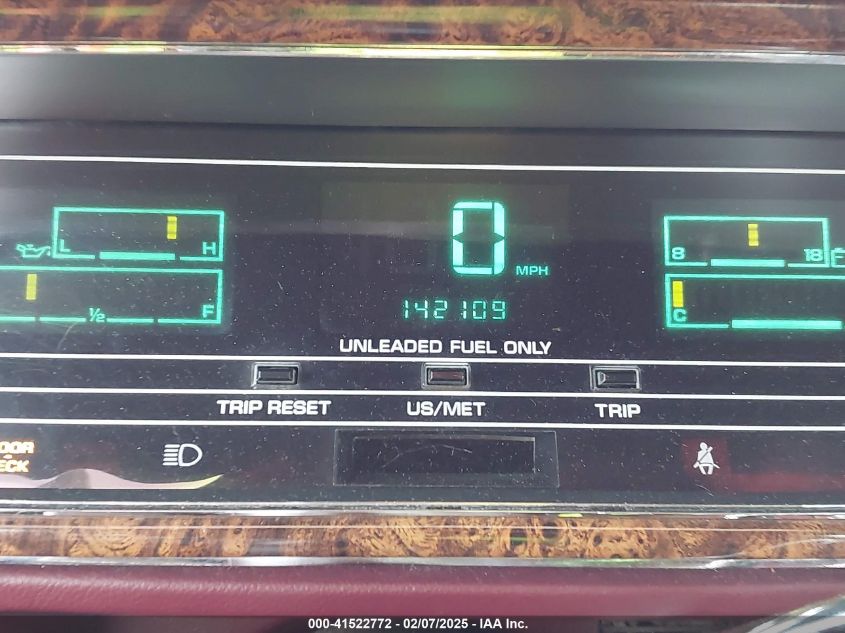 L H
8 18
0 MPH
½ F
C
142109
UNLEADED FUEL ONLY
TRIP RESET US/MET TRIP
000-41522772 - 02/07/2025 - IAA Inc.